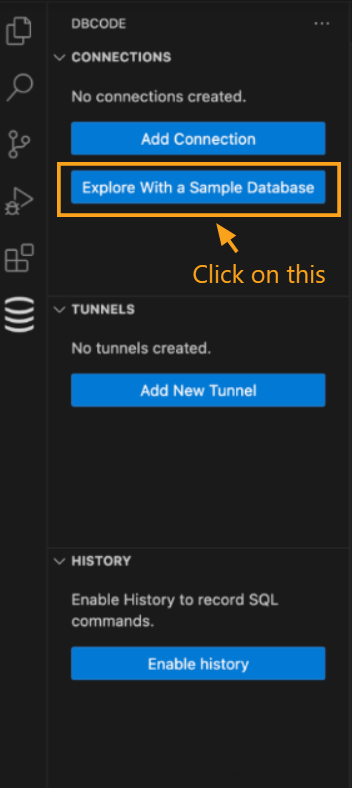 DBCODE
CONNECTIONS
No connections created.
Add Connection
Explore With a Sample Database
Click on this
TUNNELS
No tunnels created.
Add New Tunnel
HISTORY
Enable History to record SQL
commands.
Enable history